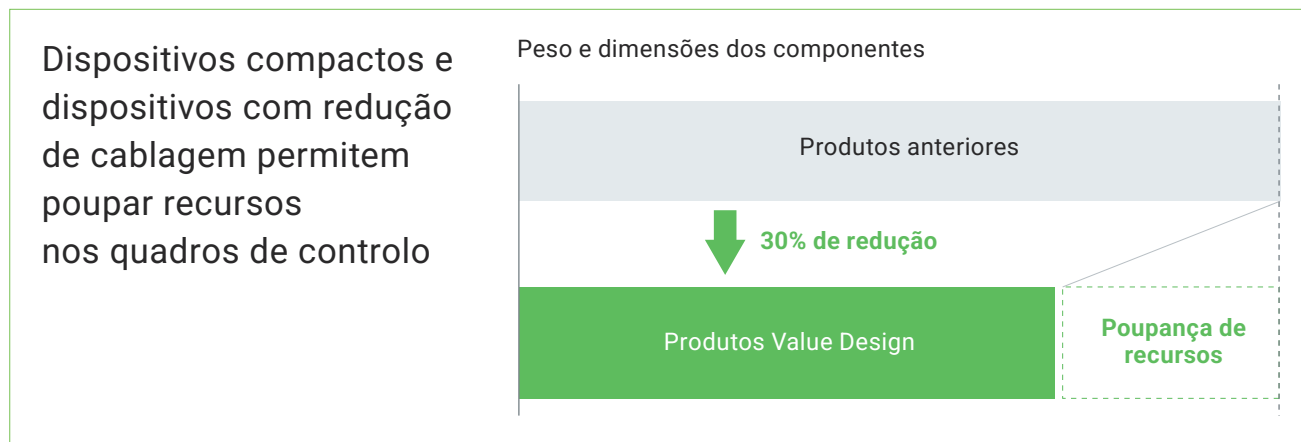 Dispositivos compactos e
dispositivos com redução
de cablagem permitem
poupar recursos
nos quadros de controlo
Peso e dimensões dos componentes
Produtos anteriores
30% de redução
Produtos Value Design
Poupança de
recursos